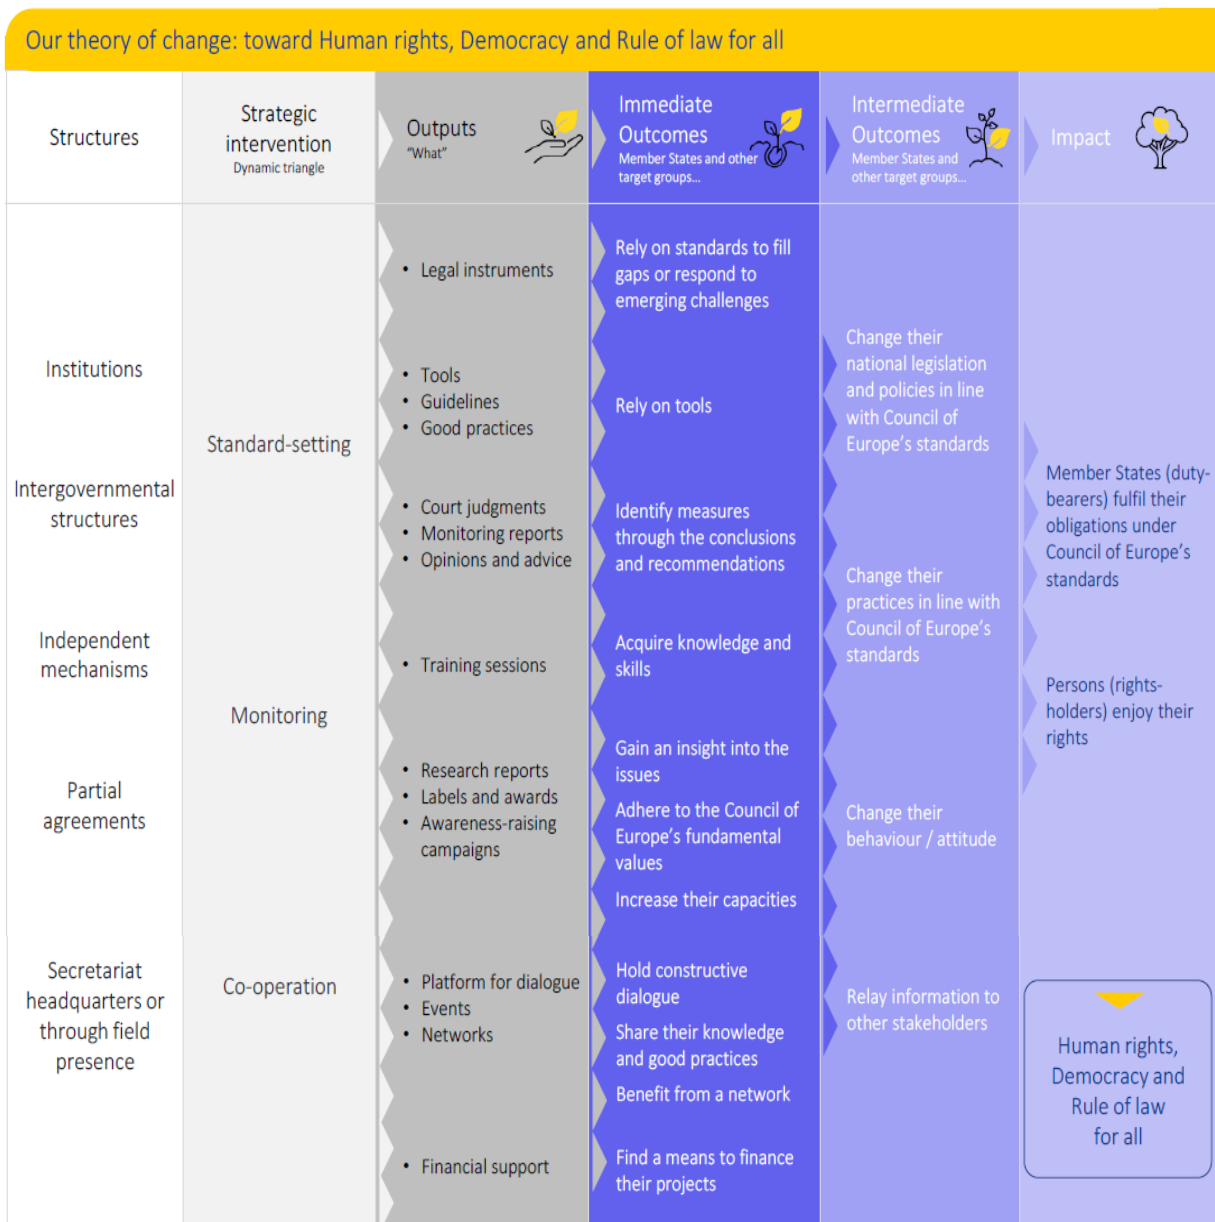 Our theory of change: toward Human rights, Democracy and Rule of law for all
Structures
Strategic
intervention
Dynamic triangle
Outputs
"What"
Immediate
Outcomes
Member States and other
target groups...
Intermediate
Outcomes
Member States and
other target groups...
Impact
Institutions
Intergovernmental
structures
Independent
mechanisms
Partial
agreements
Secretariat
headquarters or
through field
presence
Standard-setting
Monitoring
Co-operation
• Legal instruments
• Tools
• Guidelines
• Good practices
• Court judgments
• Monitoring reports
• Opinions and advice
• Training sessions
• Research reports
• Labels and awards
• Awareness-raising
campaigns
• Platform for dialogue
• Events
• Networks
• Financial support
Rely on standards to fill
gaps or respond to
emerging challenges
Rely on tools
Identify measures
through the conclusions
and recommendations
Acquire knowledge and
skills
Gain an insight into the
issues
Adhere to the Council of
Europe's fundamental
values
Increase their capacities
Hold constructive
dialogue
Share their knowledge
and good practices
Benefit from a network
Find a means to finance
their projects
Change their
national legislation
and policies in line
with Council of
Europe's standards
Change their
practices in line with
Council of Europe's
standards
Change their
behaviour / attitude
Relay information to
other stakeholders
Member States (duty-
bearers) fulfil their
obligations under
Council of Europe's
standards
Persons (rights-
holders) enjoy their
rights
Human rights,
Democracy and
Rule of law
for all